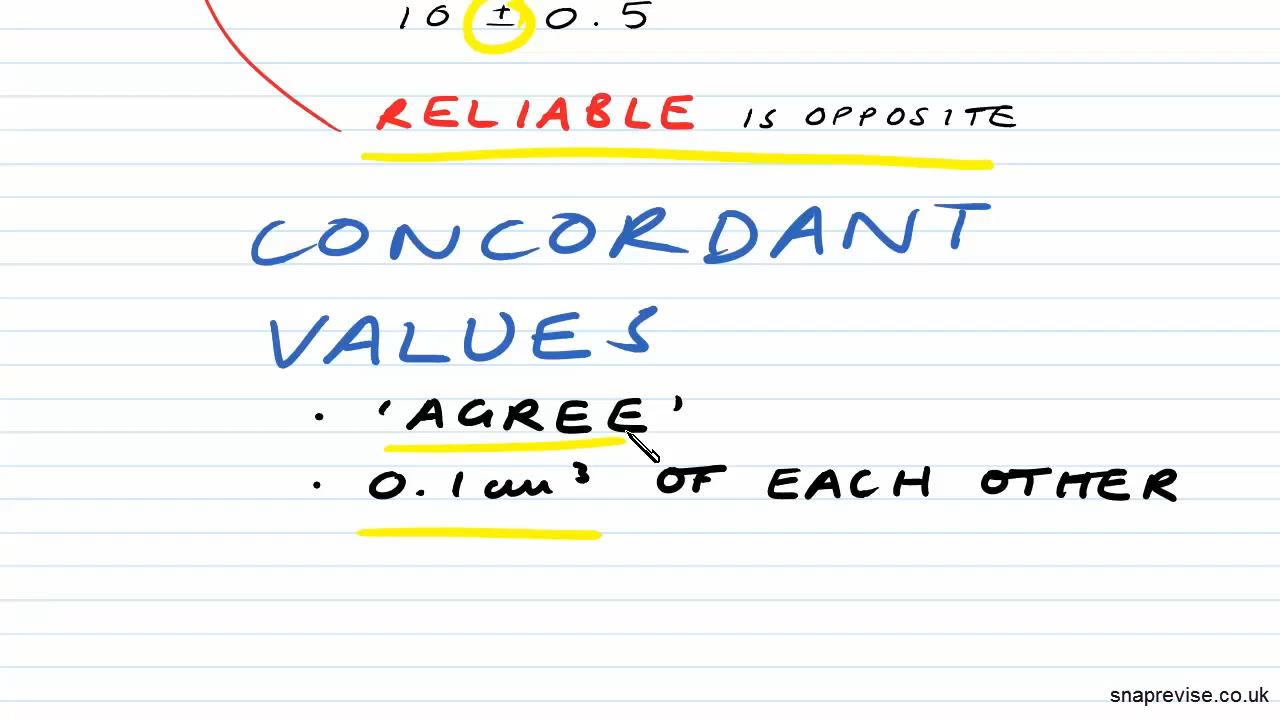 10 ± 0.5
RELIABLE IS OPPOSITE
CONCORDANT
VALUES
• 'AGREE'
• 0.1 cm³ OF EACH OTHER
snaprevise.co.uk